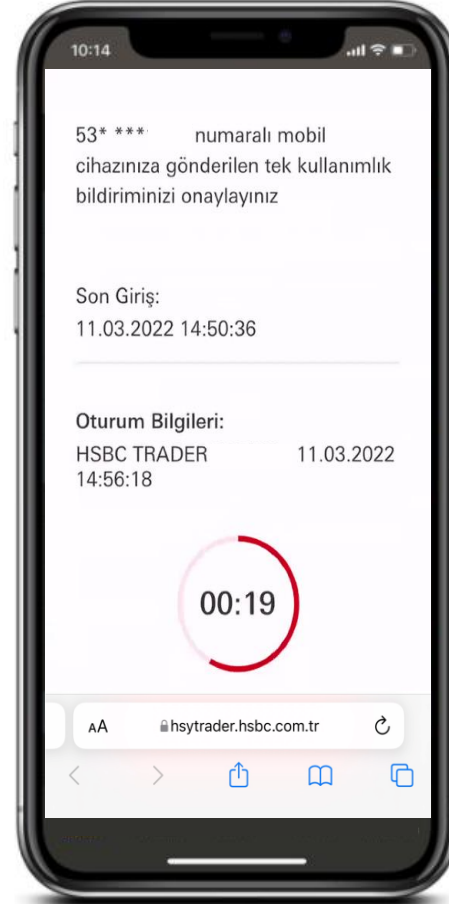 10:14
53* *** numaralı mobil
cihazınıza gönderilen tek kullanımlık
bildiriminizi onaylayınız
Son Giriş:
11.03.2022 14:50:36
Oturum Bilgileri:
HSBC TRADER 11.03.2022
14:56:18
00:19
AA hsytrader.hsbc.com.tr